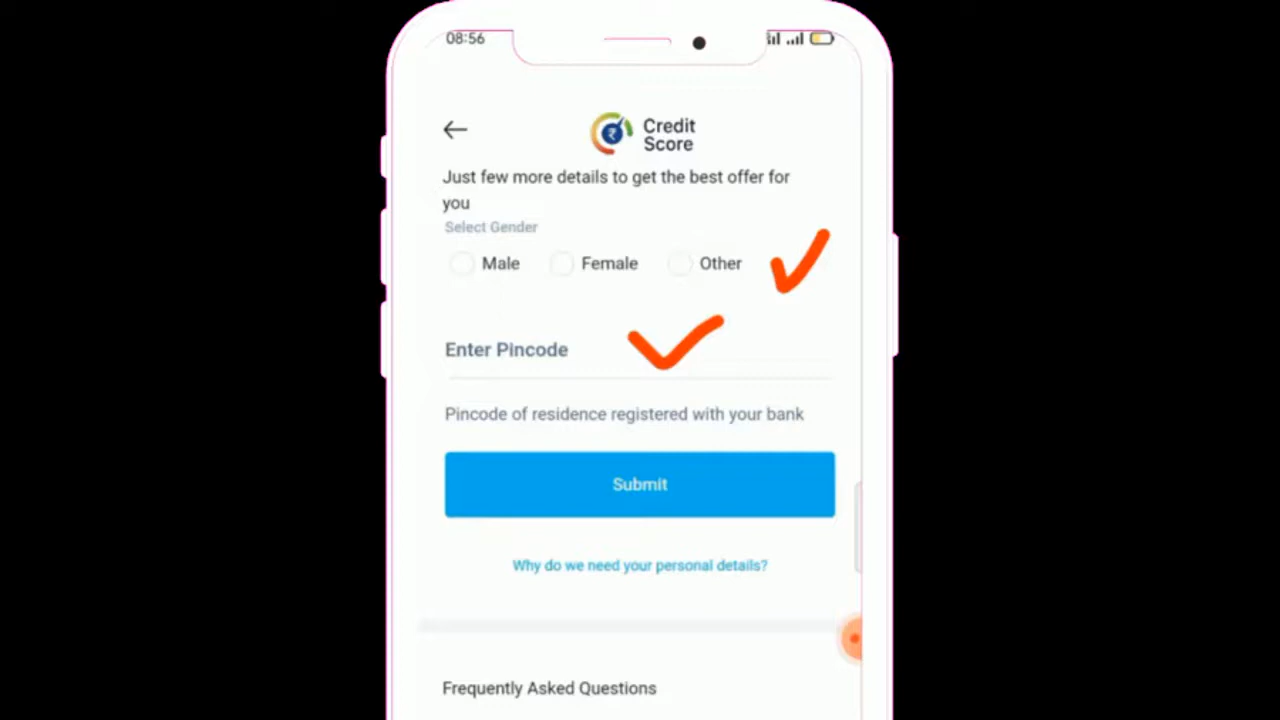 08:56
Credit
Score
Just few more details to get the best offer for
you
Select Gender
Male Female Other
Enter Pincode
Pincode of residence registered with your bank
Submit
Why do we need your personal details?
Frequently Asked Questions